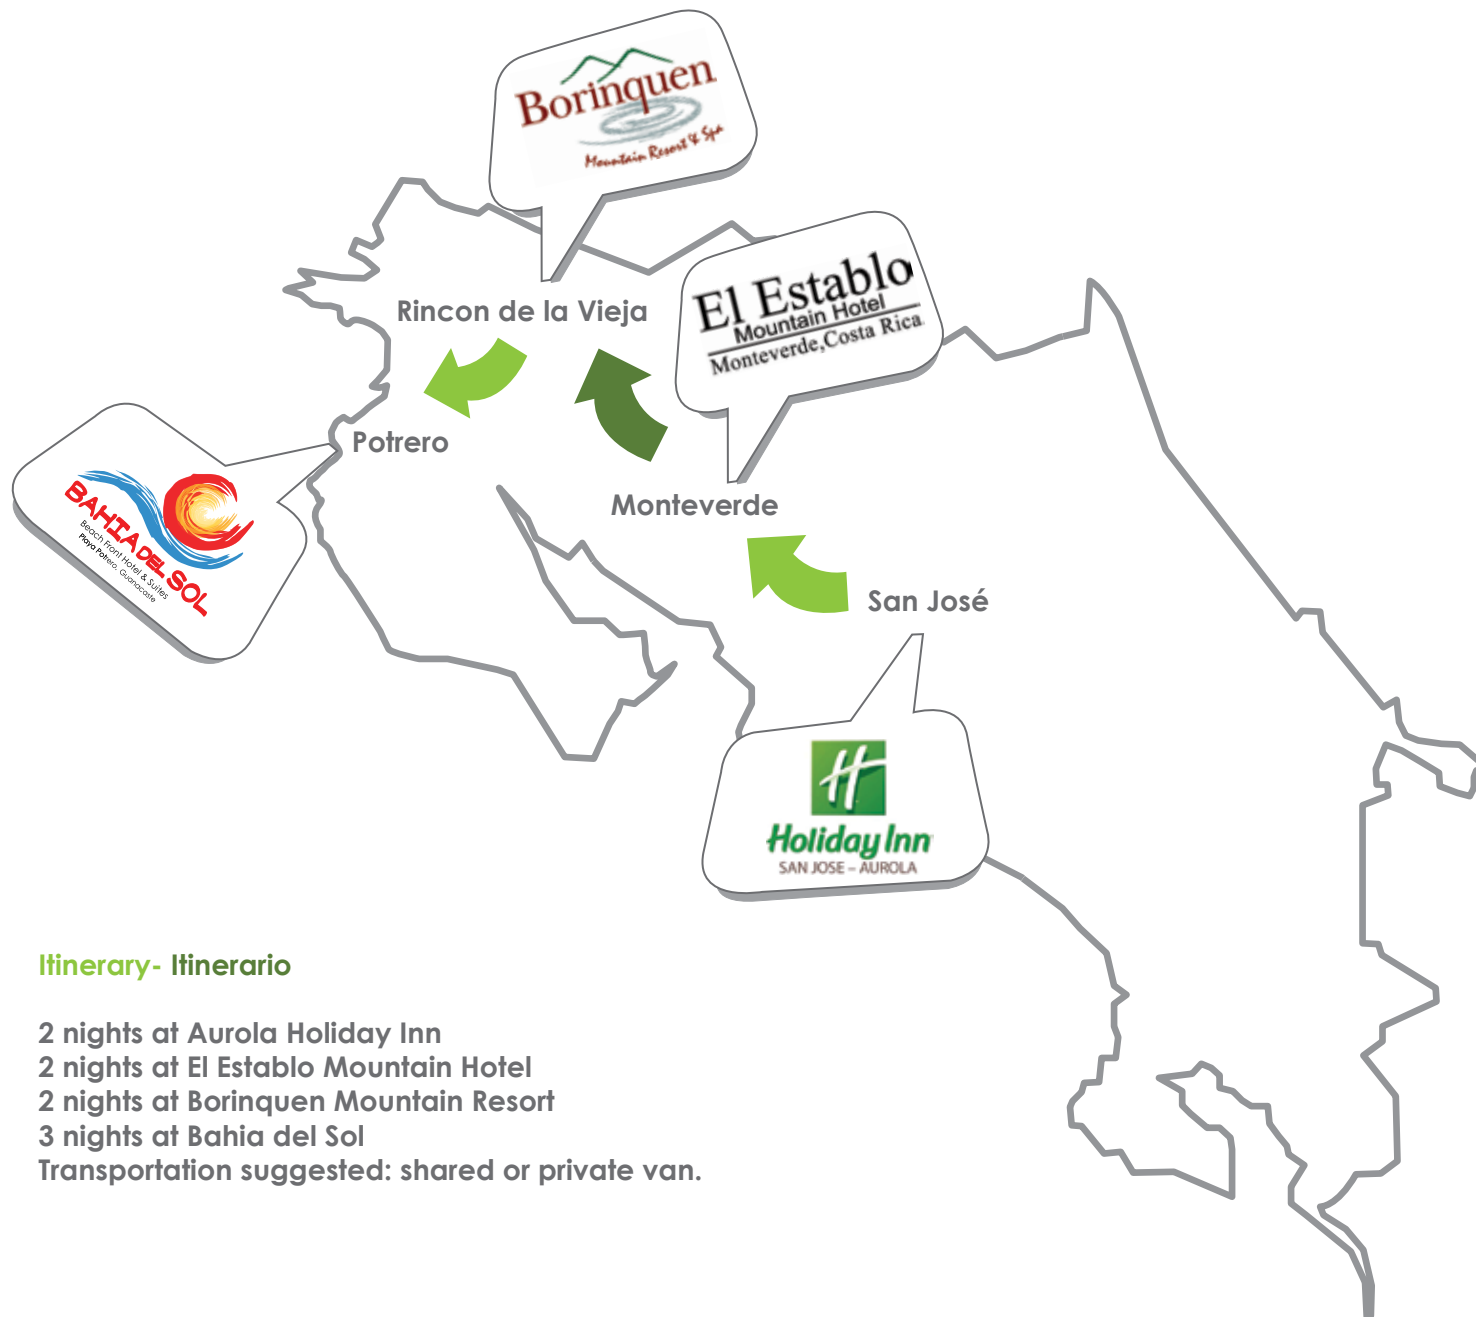 Borinquen
Mountain Resort & Spa
El Establo
Mountain Hotel
Monteverde, Costa Rica
Rincon de la Vieja
Potrero
BAHIA DEL SOL
Beach Front Hotel & Suites
Playa Potrero, Guanacaste
Monteverde
San José
H
Holiday Inn
SAN JOSE – AUROLA
Itinerary- Itinerario
2 nights at Aurola Holiday Inn
2 nights at El Establo Mountain Hotel
2 nights at Borinquen Mountain Resort
3 nights at Bahia del Sol
Transportation suggested: shared or private van.